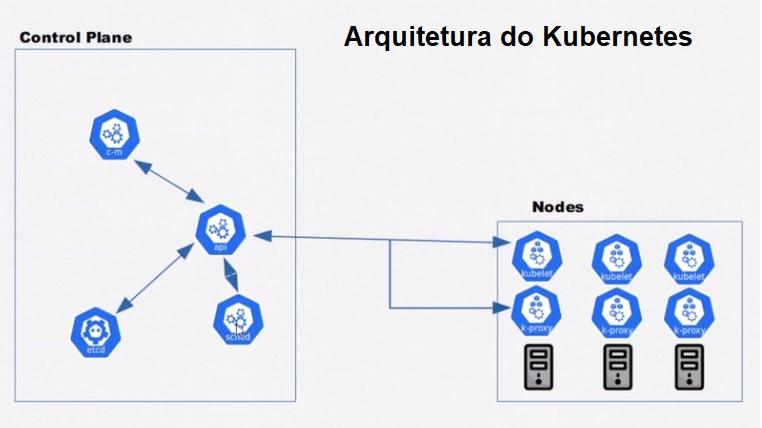 Arquitetura do Kubernetes
Control Plane
c-m
api
etcd
sched
Nodes
kubelet
kubelet
kubelet
k-proxy
k-proxy
k-proxy